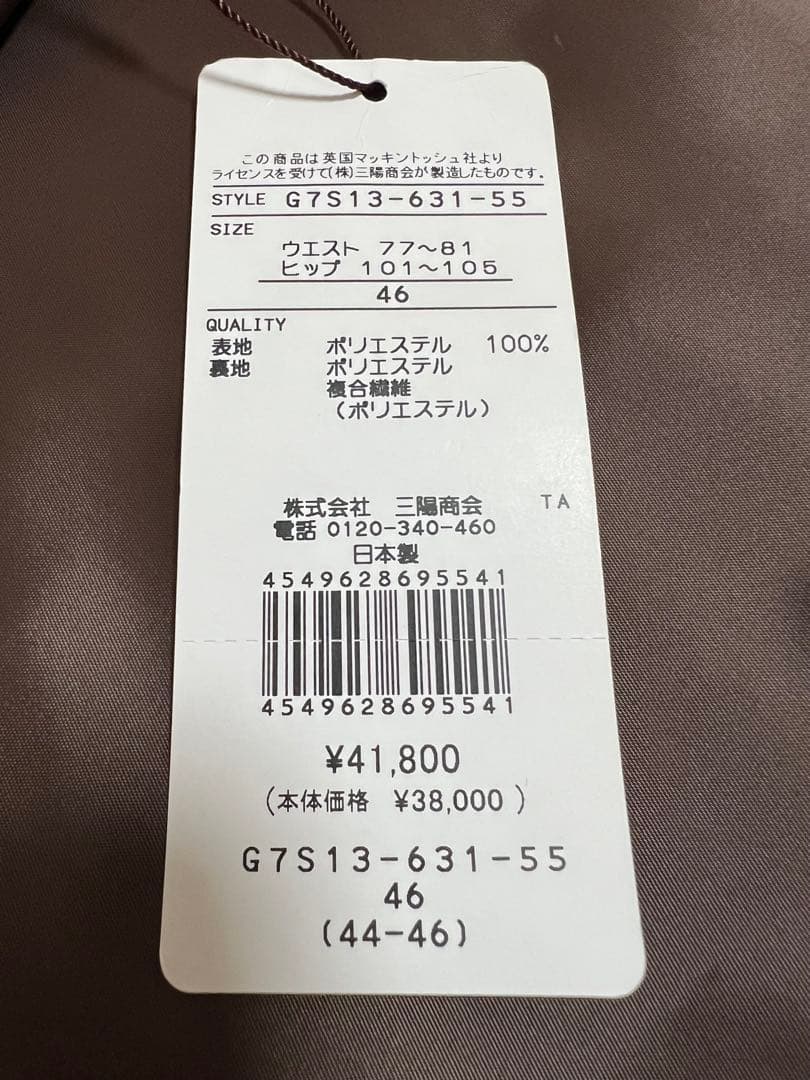 この商品は英国マッキントッシュ社より
ライセンスを受けて(株)三陽商会が製造したものです。
STYLE G7S13-631-55
SIZE
ウエスト 77〜81
ヒップ 101〜105
46
QUALITY
表地 ポリエステル 100%
裏地 ポリエステル
複合繊維
(ポリエステル)
株式会社 三陽商会 TA
電話 0120-340-460
日本製
4549628695541
4549628695541
¥41,800
(本体価格 ¥38,000)
G7S13-631-55
46
(44-46)